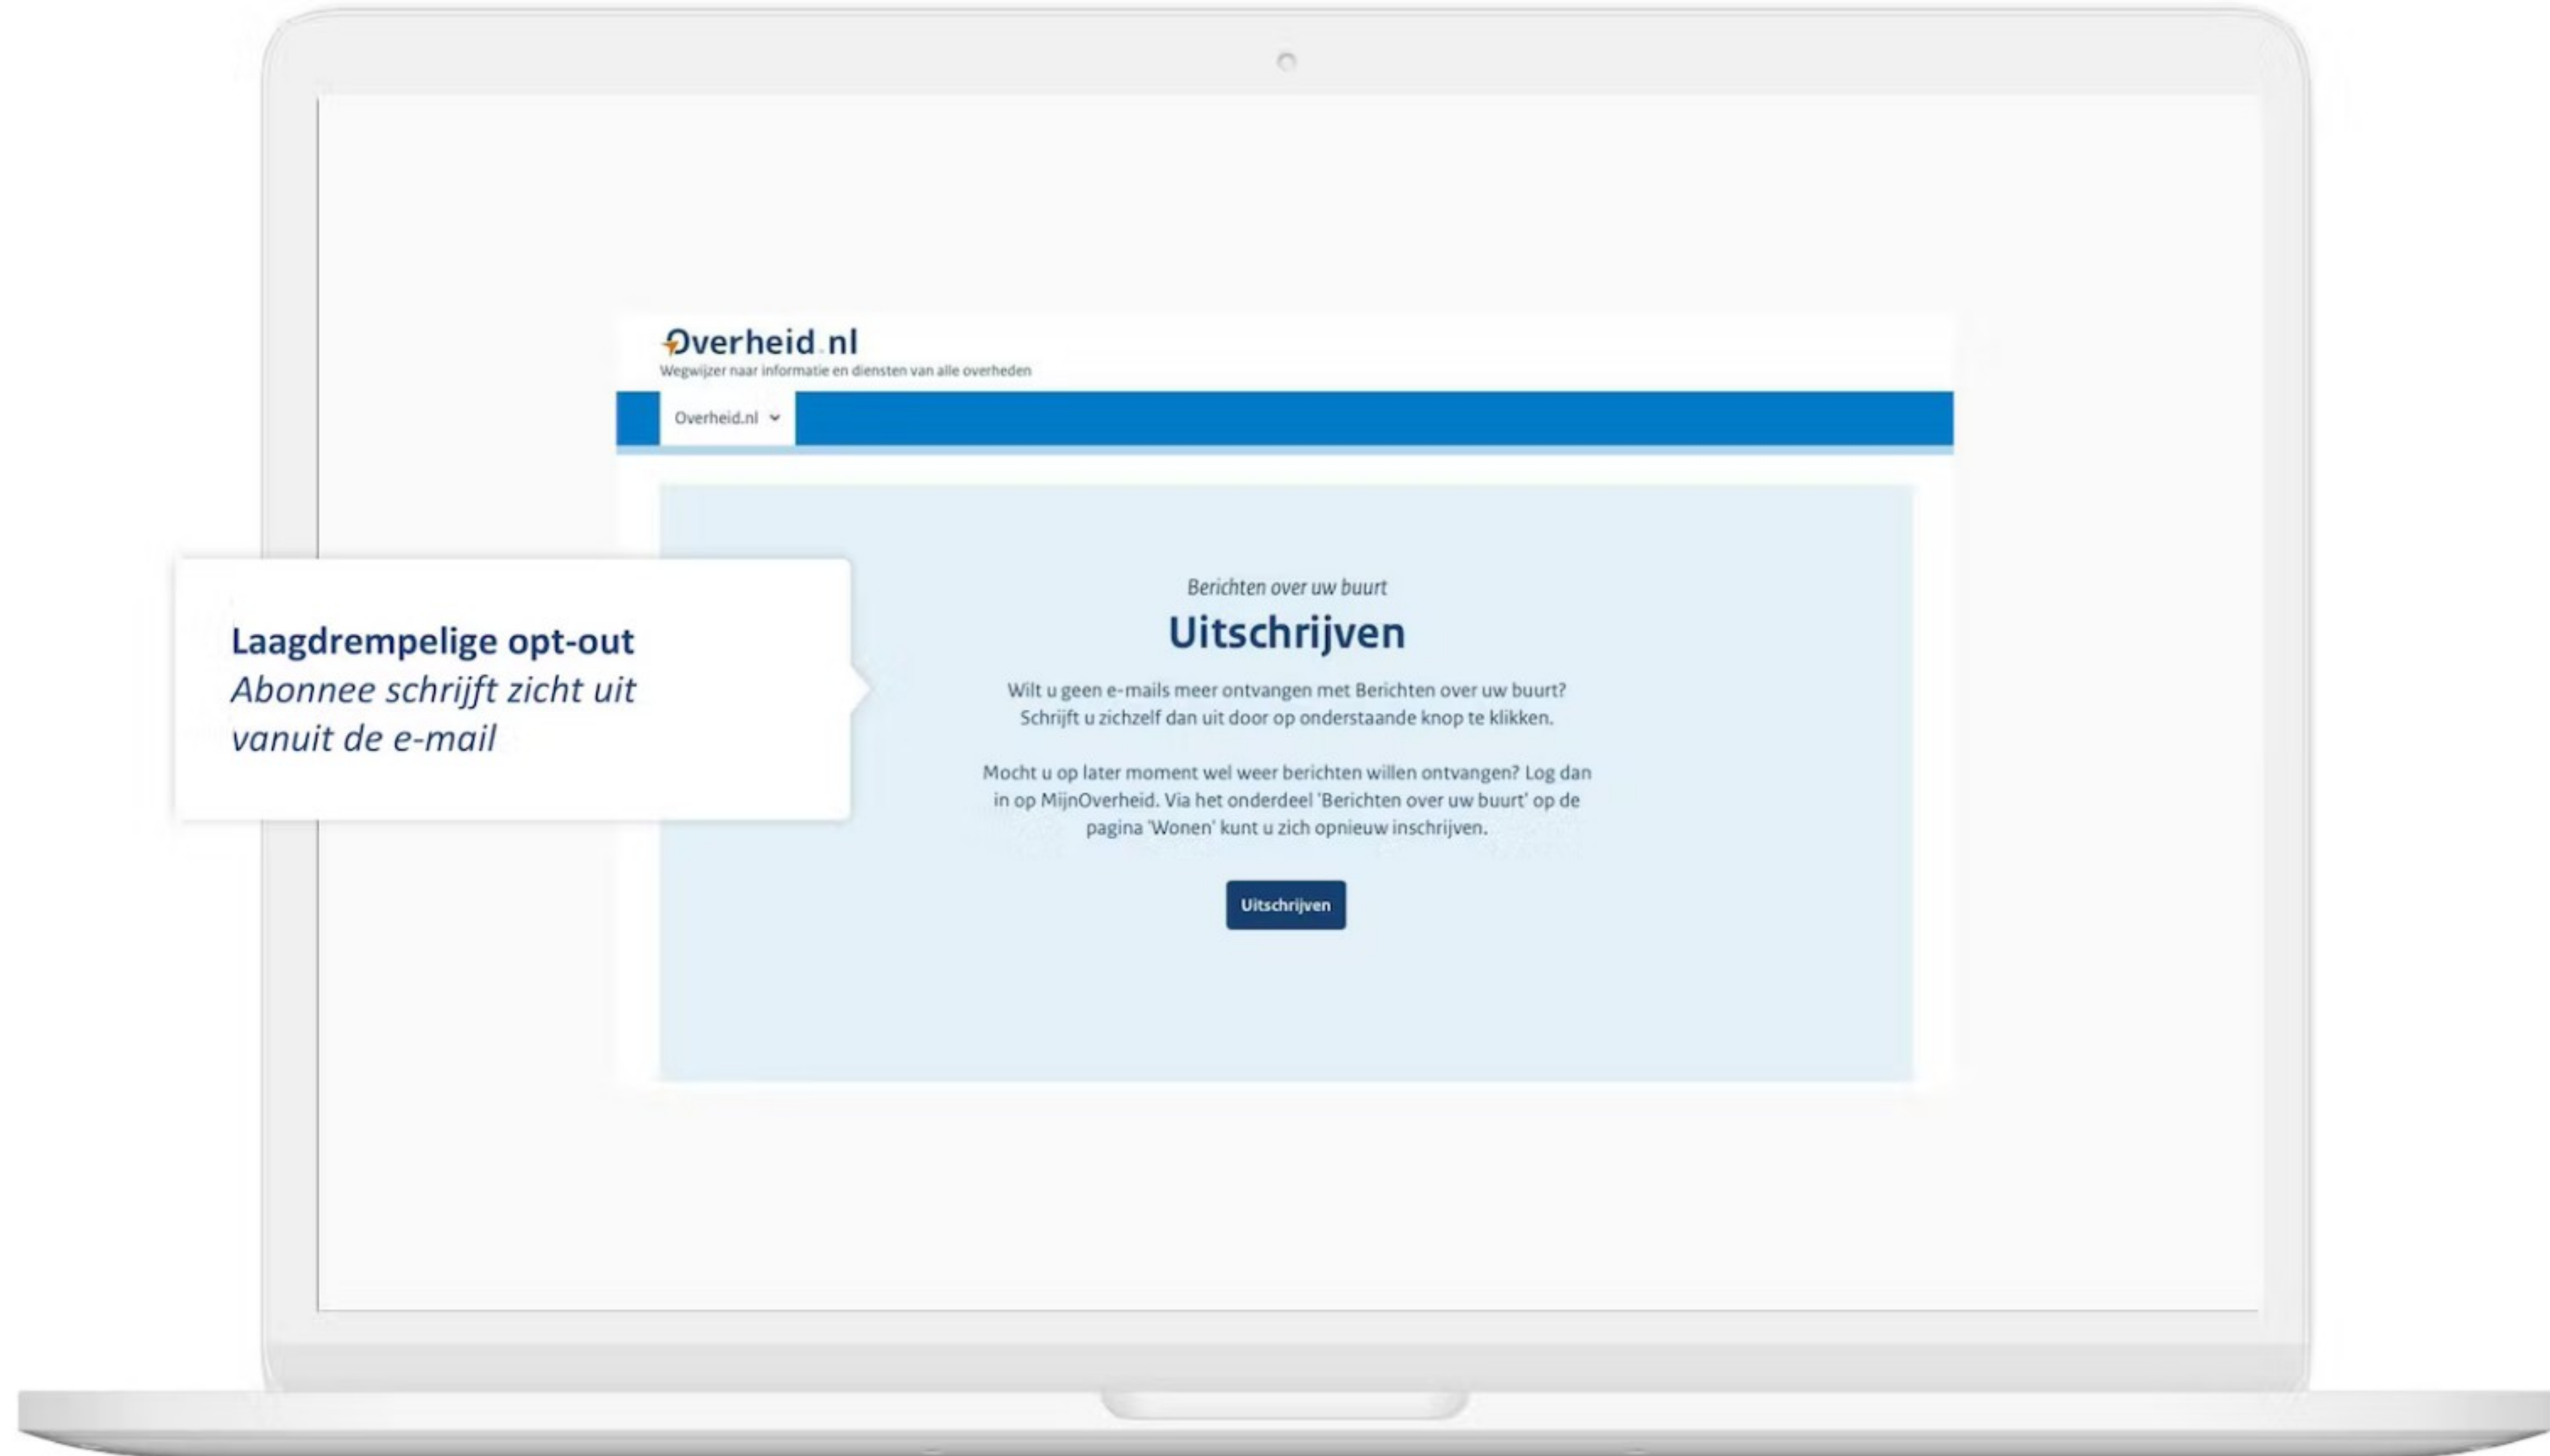 Overheid.nl
Wegwijzer naar informatie en diensten van alle overheden
Overheid.nl
Laagdrempelige opt-out
Abonnee schrijft zicht uit
vanuit de e-mail
Berichten over uw buurt
Uitschrijven
Wilt u geen e-mails meer ontvangen met Berichten over uw buurt?
Schrijft u zichzelf dan uit door op onderstaande knop te klikken.
Mocht u op later moment wel weer berichten willen ontvangen? Log dan
in op MijnOverheid. Via het onderdeel 'Berichten over uw buurt' op de
pagina 'Wonen' kunt u zich opnieuw inschrijven.
Uitschrijven